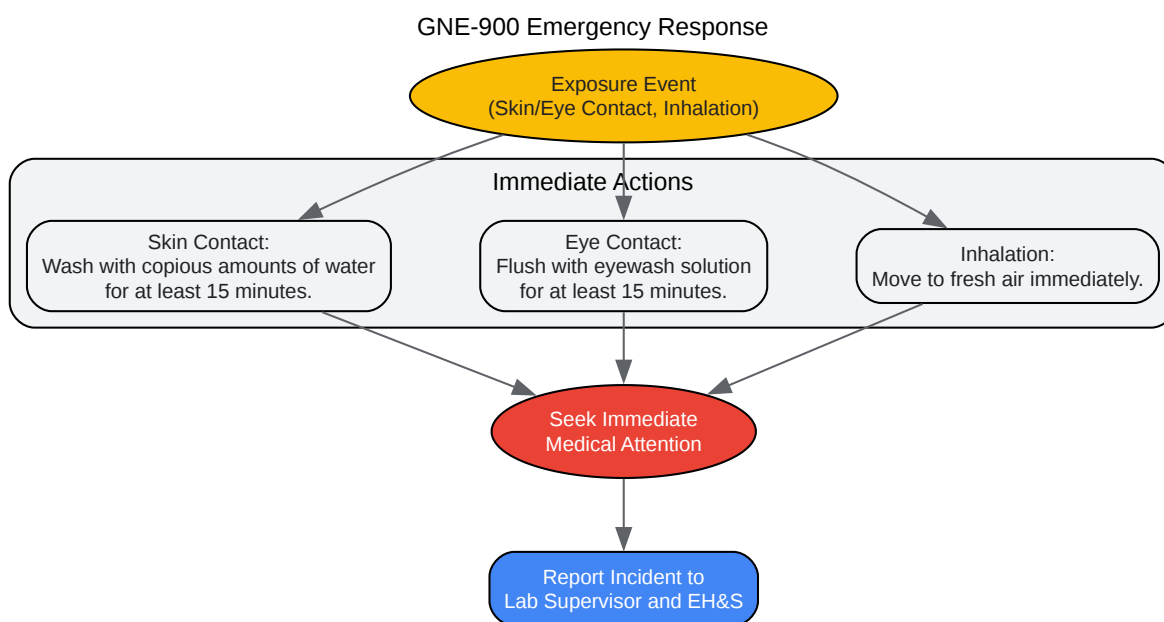 GNE-900 Emergency Response
Exposure Event
(Skin/Eye Contact, Inhalation)
Immediate Actions
Skin Contact:
Wash with copious amounts of water
for at least 15 minutes.
Eye Contact:
Flush with eyewash solution
for at least 15 minutes.
Inhalation:
Move to fresh air immediately.
Seek Immediate
Medical Attention
Report Incident to
Lab Supervisor and EH&S